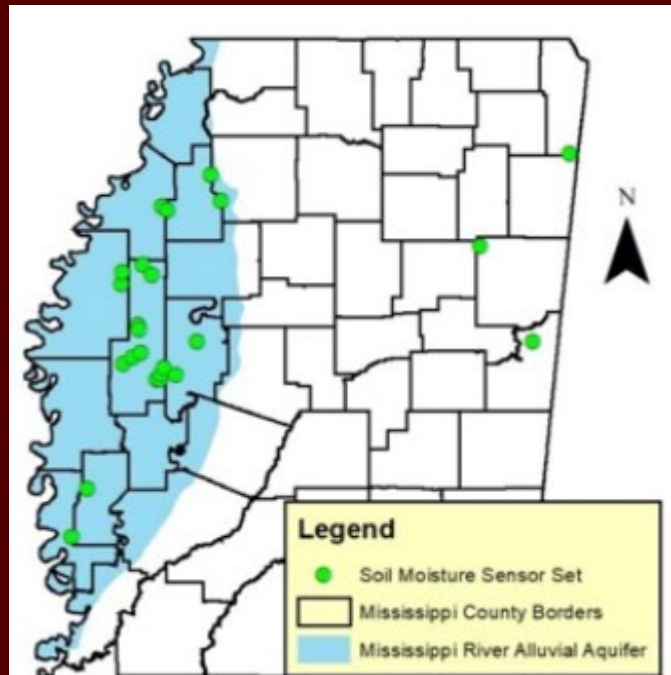 N
Legend
Soil Moisture Sensor Set
Mississippi County Borders
Mississippi River Alluvial Aquifer